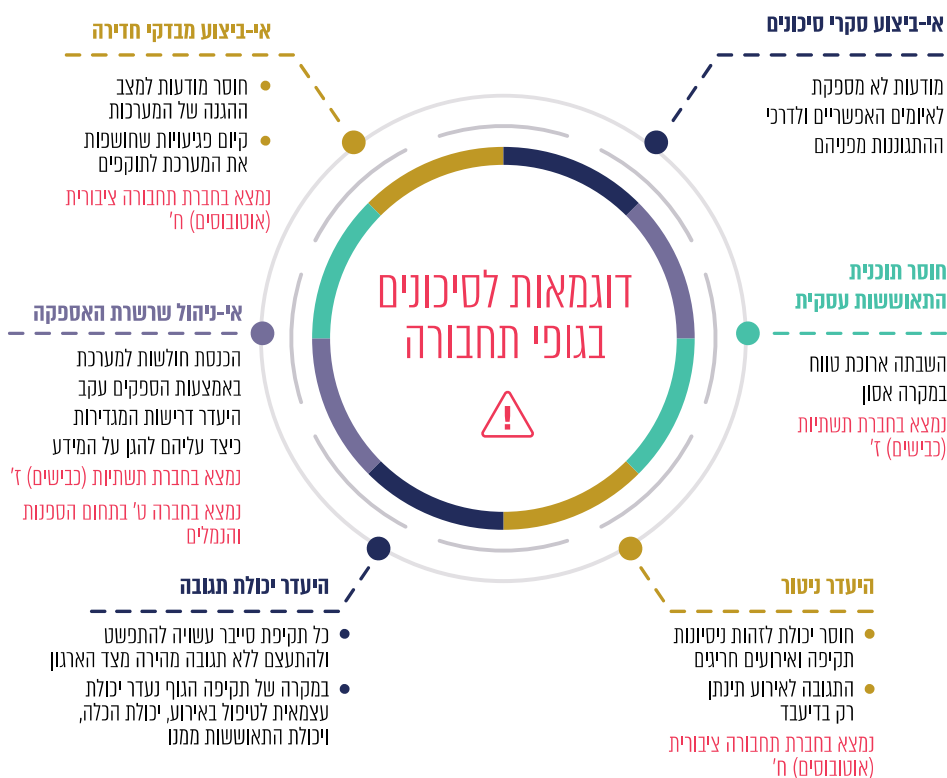 דוגמאות לסיכונים
בגופי תחבורה
אי-ביצוע סקרי סיכונים
מודעות לא מספקת
לאיומים האפשריים ולדרכי
ההתגוננות מפניהם
חוסר תוכנית
התאוששות עסקית
השבתה ארוכת טווח
במקרה אסון
נמצא בחברת תשתיות
(כבישים) ז'
היעדר ניטור
• חוסר יכולת לזהות ניסיונות
תקיפה ואירועים חריגים
• התגובה לאירוע תינתן
רק בדיעבד
נמצא בחברת תחבורה ציבורית
(אוטובוסים) ח'
היעדר יכולת תגובה
• כל תקיפת סייבר עשויה להתפשט
ולהתעצם ללא תגובה מהירה מצד הארגון
• במקרה של תקיפה הגוף נעדר יכולת
עצמאית לטיפול באירוע, יכולת הכלה,
ויכולת התאוששות ממנו
אי-ניהול שרשרת האספקה
הכנסת חולשות למערכת
באמצעות הספקים עקב
היעדר דרישות המגדירות
כיצד עליהם להגן על המידע
נמצא בחברת תשתיות (כבישים) ז'
נמצא בחברה ט' בתחום הספנות
והנמלים
אי-ביצוע מבדקי חדירה
• חוסר מודעות למצב
ההגנה של המערכות
• קיום פגיעויות שחושפות
את המערכת לתוקפים
נמצא בחברת תחבורה ציבורית
(אוטובוסים) ח'